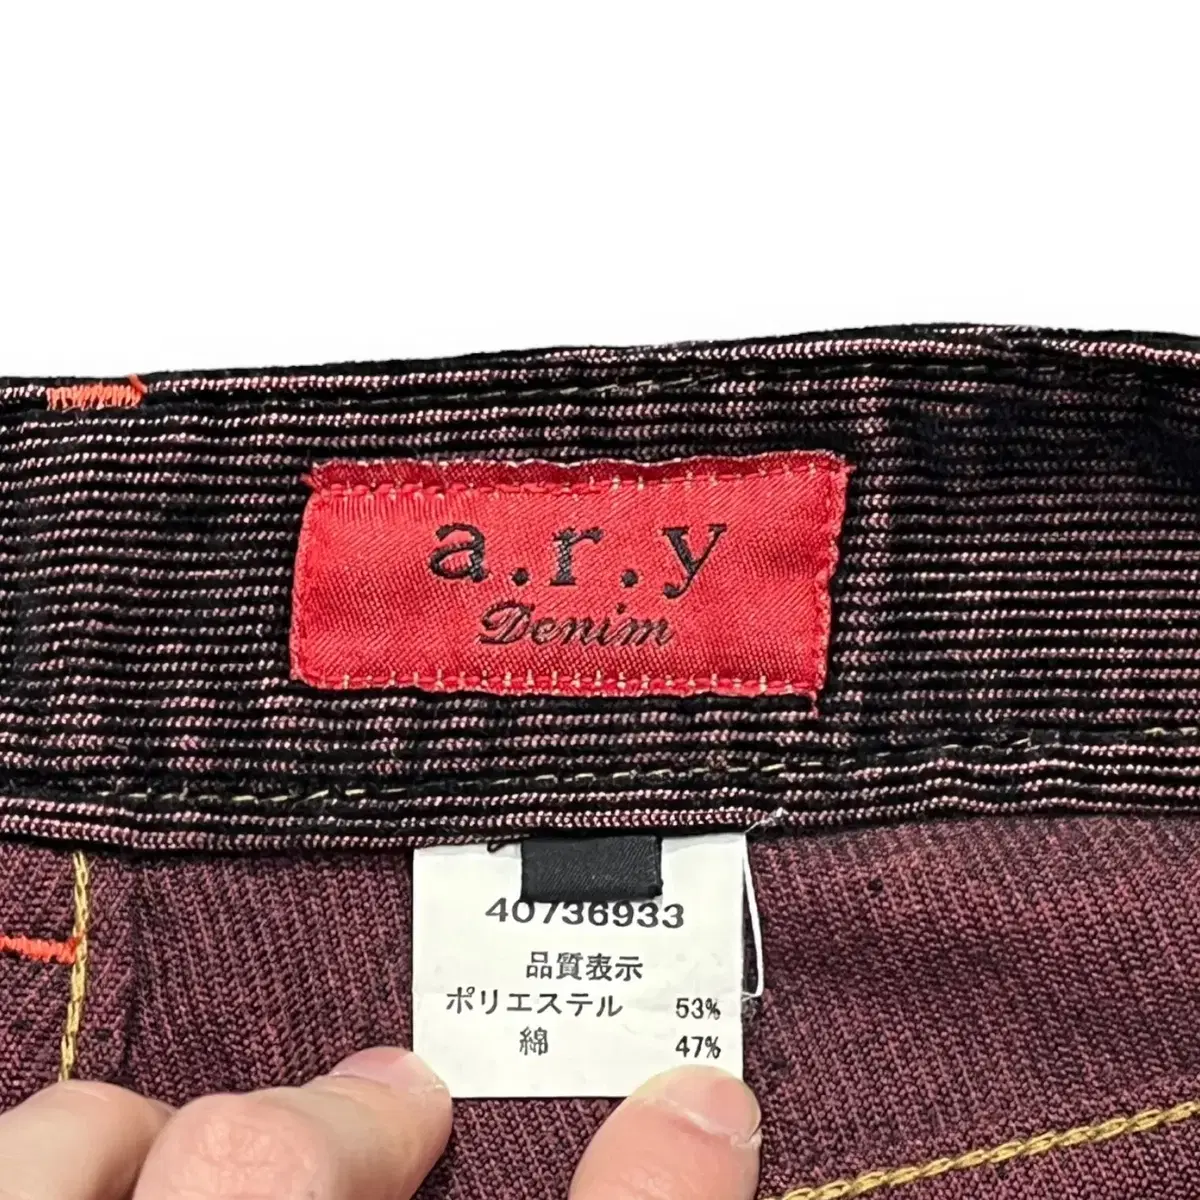 a.r.y
Denim
40736933
品質表示
ポリエステル 53%
綿 47%